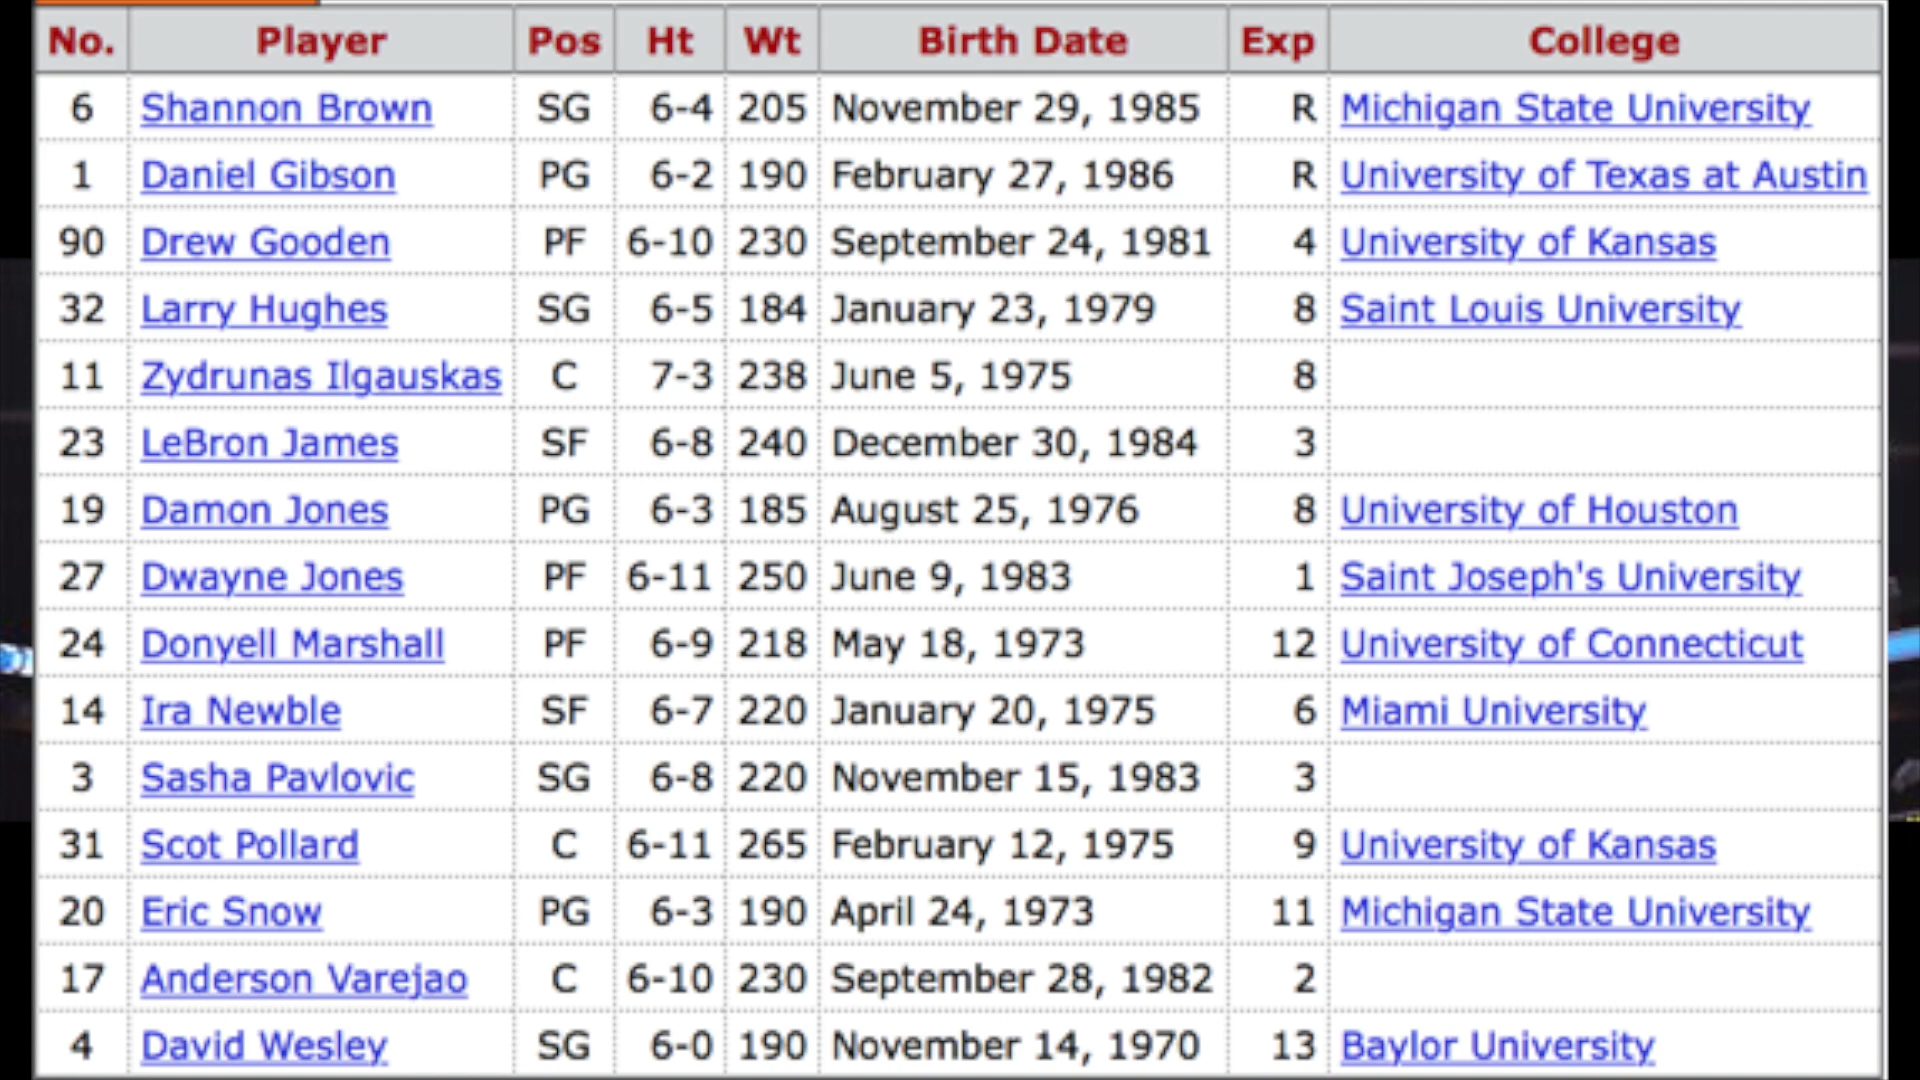 No. Player Pos Ht Wt Birth Date Exp College
6 Shannon Brown SG 6-4 205 November 29, 1985 R Michigan State University
1 Daniel Gibson PG 6-2 190 February 27, 1986 R University of Texas at Austin
90 Drew Gooden PF 6-10 230 September 24, 1981 4 University of Kansas
32 Larry Hughes SG 6-5 184 January 23, 1979 8 Saint Louis University
11 Zydrunas Ilgauskas C 7-3 238 June 5, 1975 8
23 LeBron James SF 6-8 240 December 30, 1984 3
19 Damon Jones PG 6-3 185 August 25, 1976 8 University of Houston
27 Dwayne Jones PF 6-11 250 June 9, 1983 1 Saint Joseph's University
24 Donyell Marshall PF 6-9 218 May 18, 1973 12 University of Connecticut
14 Ira Newble SF 6-7 220 January 20, 1975 6 Miami University
3 Sasha Pavlovic SG 6-8 220 November 15, 1983 3
31 Scot Pollard C 6-11 265 February 12, 1975 9 University of Kansas
20 Eric Snow PG 6-3 190 April 24, 1973 11 Michigan State University
17 Anderson Varejao C 6-10 230 September 28, 1982 2
4 David Wesley SG 6-0 190 November 14, 1970 13 Baylor University